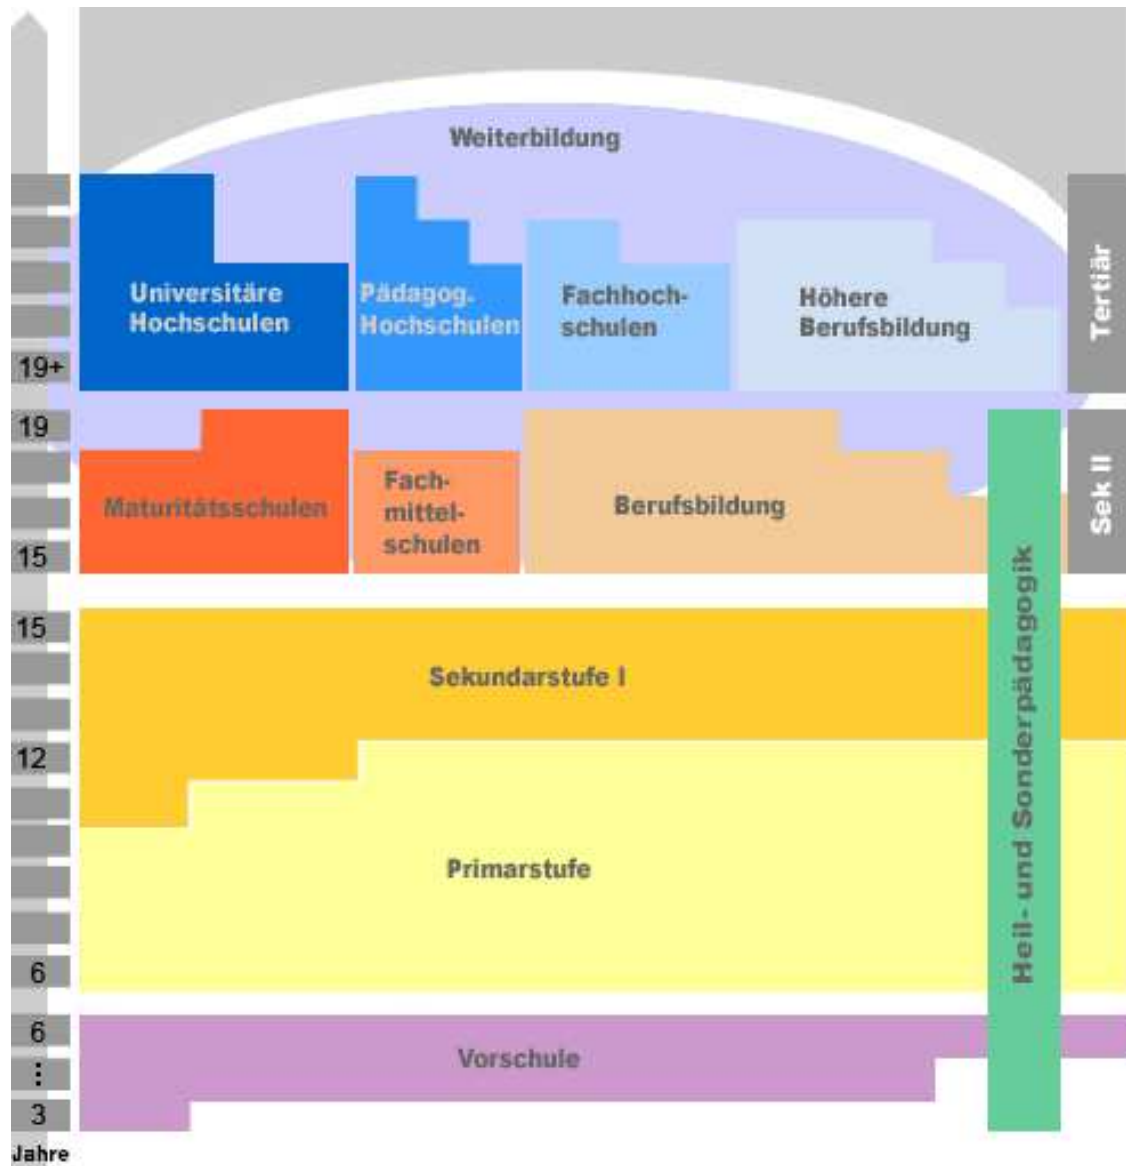 Weiterbildung
Universitäre
Hochschulen
Pädagog.
Hochschulen
Fachhoch-
schulen
Höhere
Berufsbildung
Tertiär
19+
19
Maturitätsschulen
Fach-
mittel-
schulen
Berufsbildung
Sek II
15
15
Sekundarstufe I
12
Primarstufe
Heil- und Sonderpädagogik
6
6
Vorschule
⋮
3
Jahre